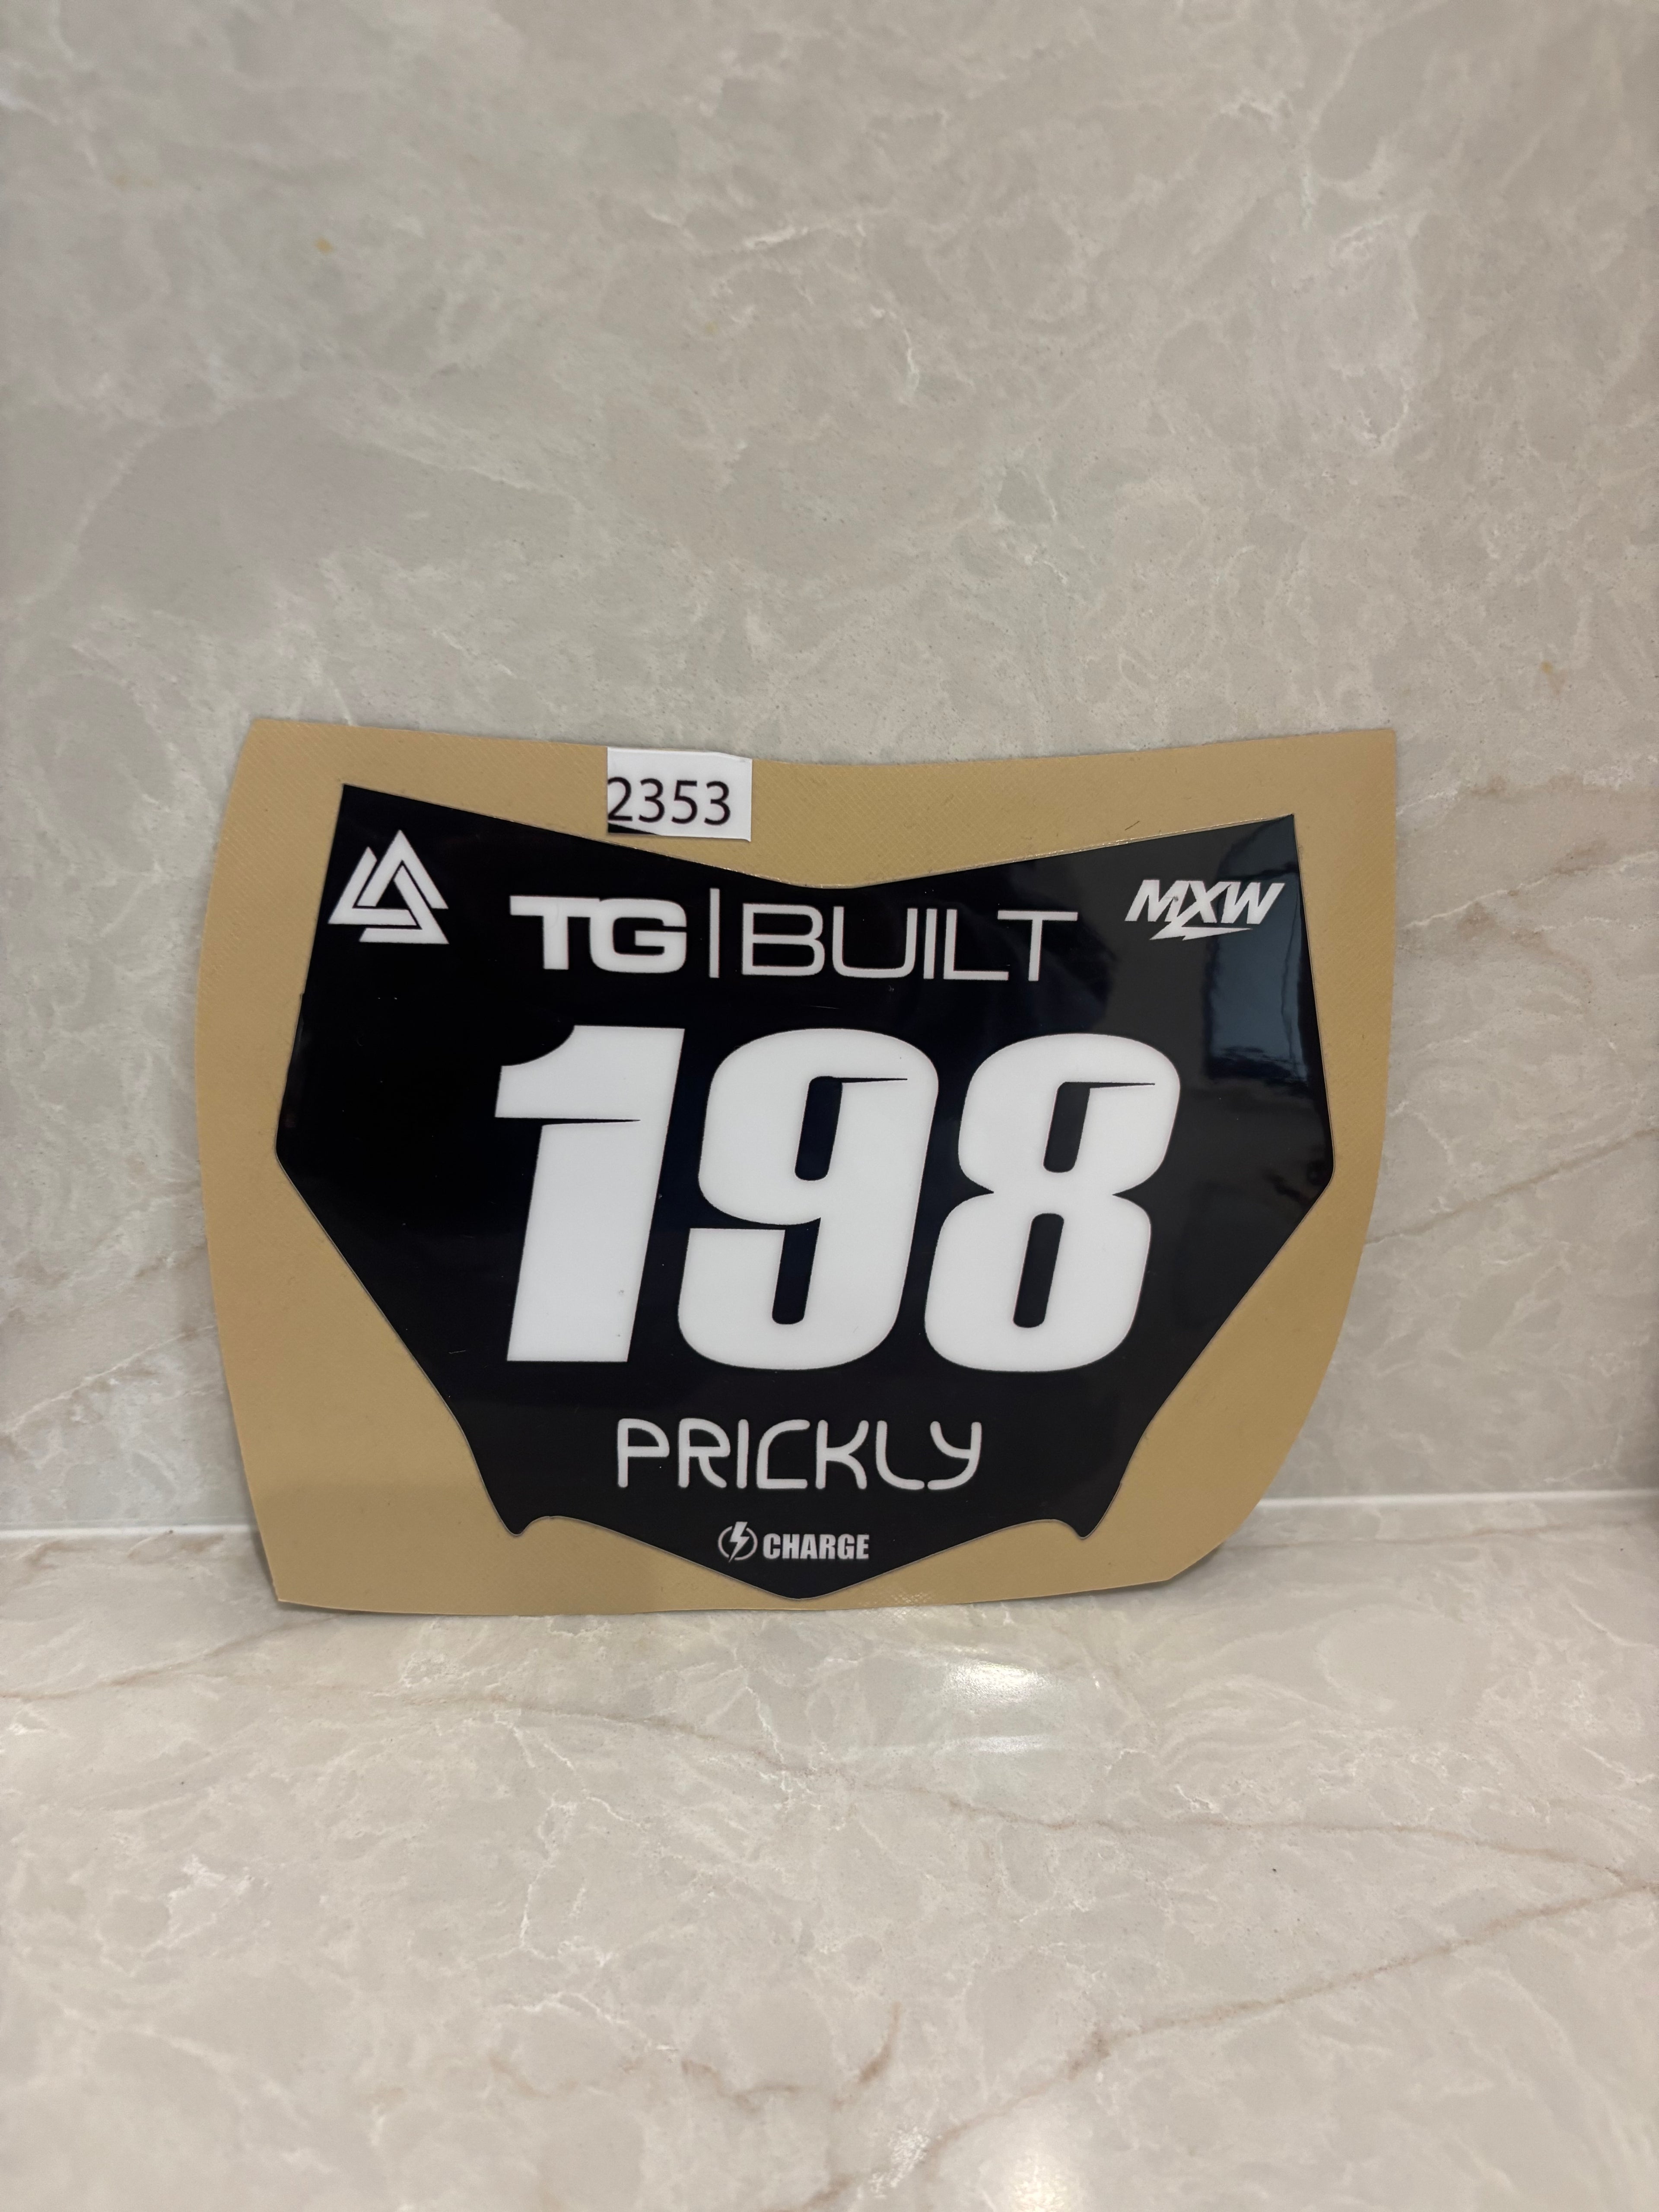 2353
TG|BUILT
MXW
198
PRICKLY
CHARGE